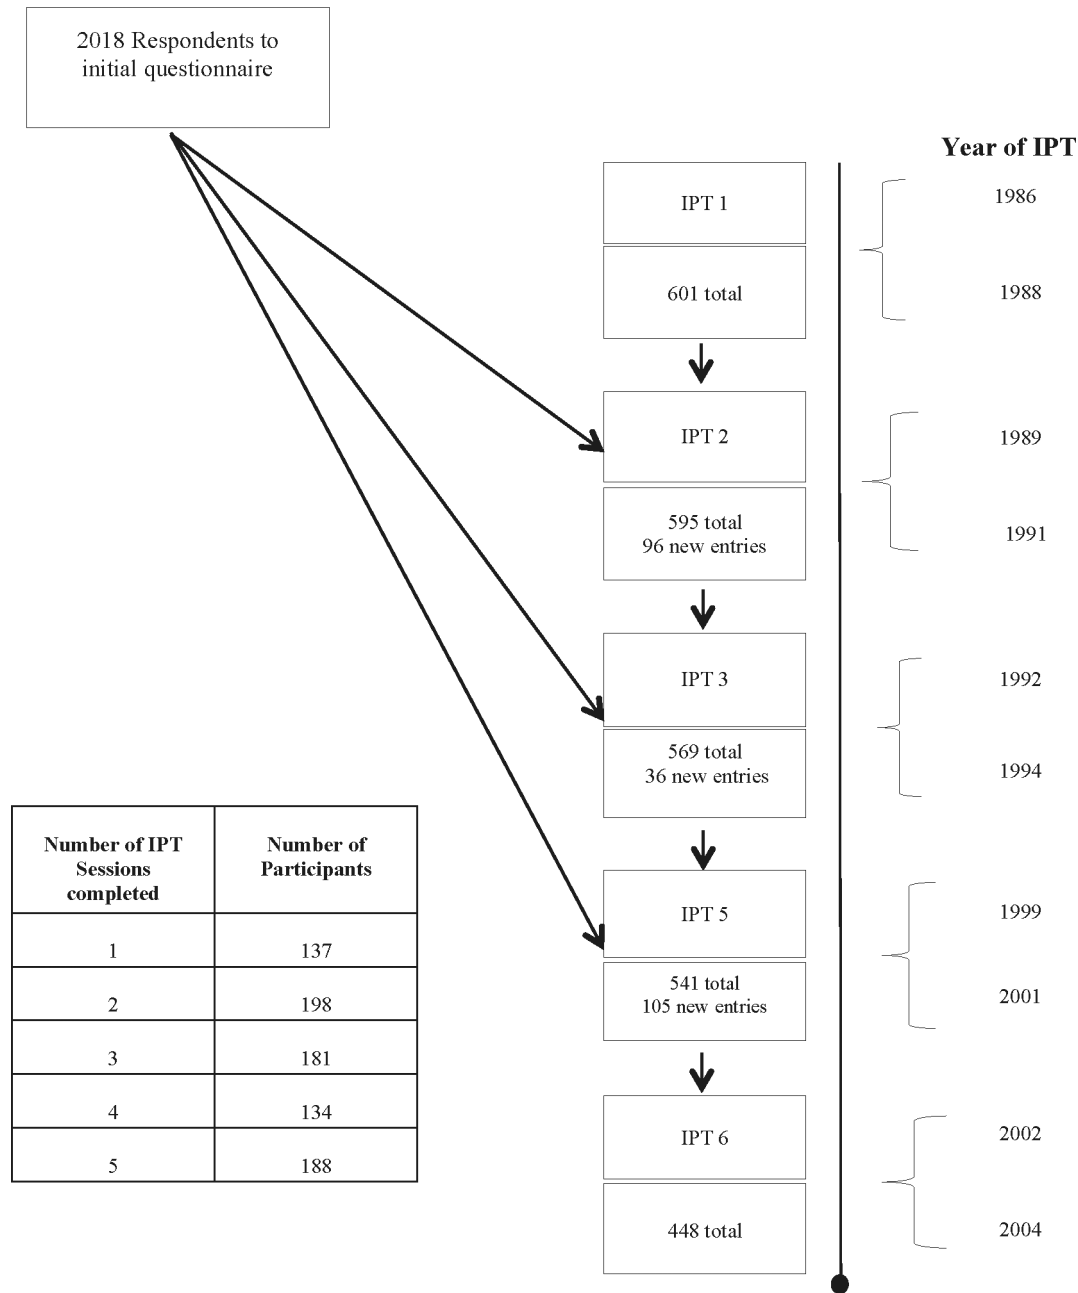 2018 Respondents to
initial questionnaire
Year of IPT
IPT 1
1986
601 total
1988
IPT 2
1989
595 total
96 new entries
1991
IPT 3
1992
569 total
36 new entries
1994
IPT 5
1999
541 total
105 new entries
2001
IPT 6
2002
448 total
2004
Number of IPT
Sessions
completed
Number of
Participants
1 137
2 198
3 181
4 134
5 188